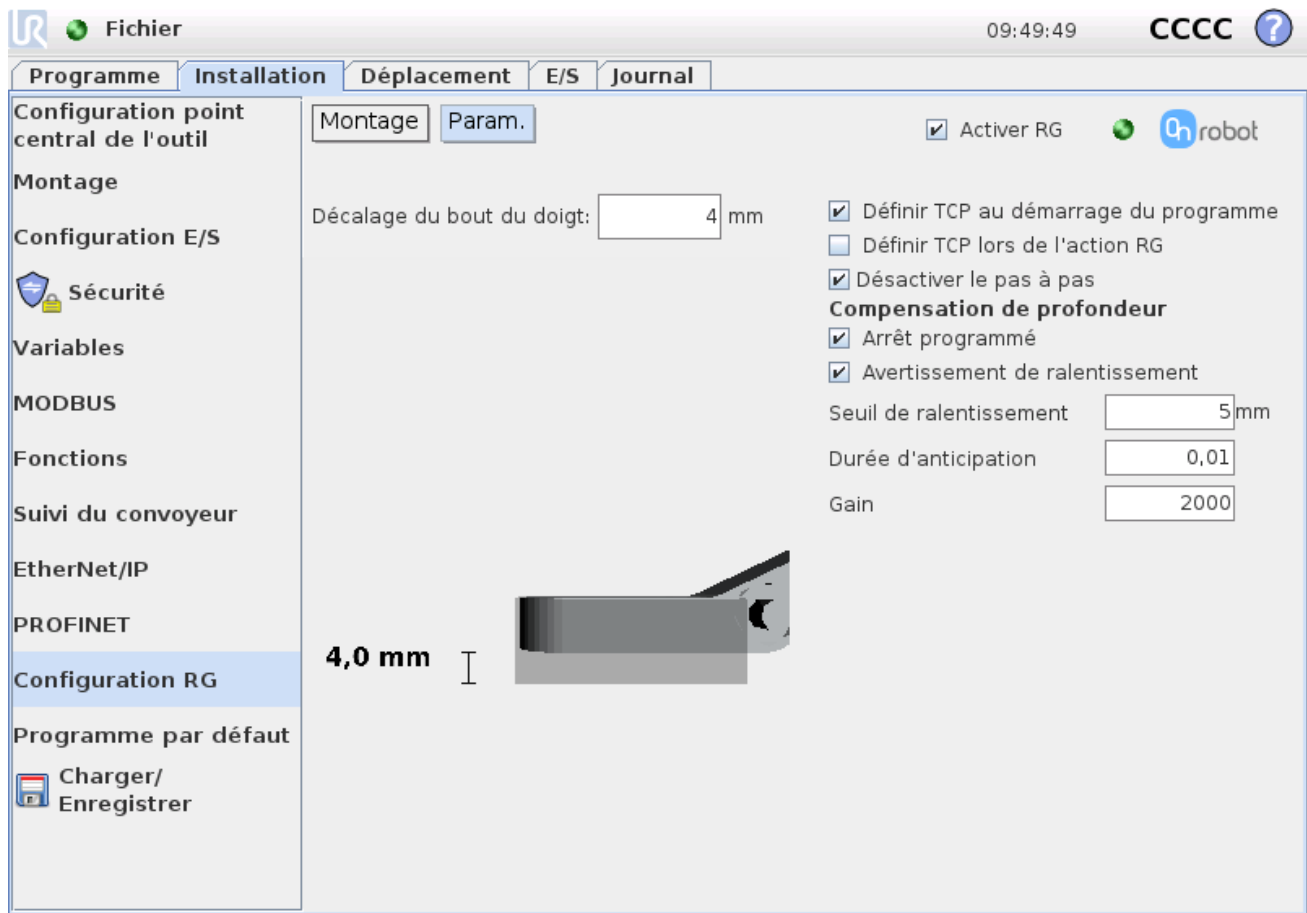 Fichier
09:49:49
CCCC
?
Programme
Installation
Déplacement
E/S
Journal
Configuration point
central de l'outil
Montage
Configuration E/S
Sécurité
Variables
MODBUS
Fonctions
Suivi du convoyeur
EtherNet/IP
PROFINET
Configuration RG
Programme par défaut
Charger/
Enregistrer
Montage
Param.
Activer RG
On robot
Décalage du bout du doigt: 4 mm
Définir TCP au démarrage du programme
Définir TCP lors de l'action RG
Désactiver le pas à pas
Compensation de profondeur
Arrêt programmé
Avertissement de ralentissement
Seuil de ralentissement 5 mm
Durée d'anticipation 0,01
Gain 2000
4,0 mm